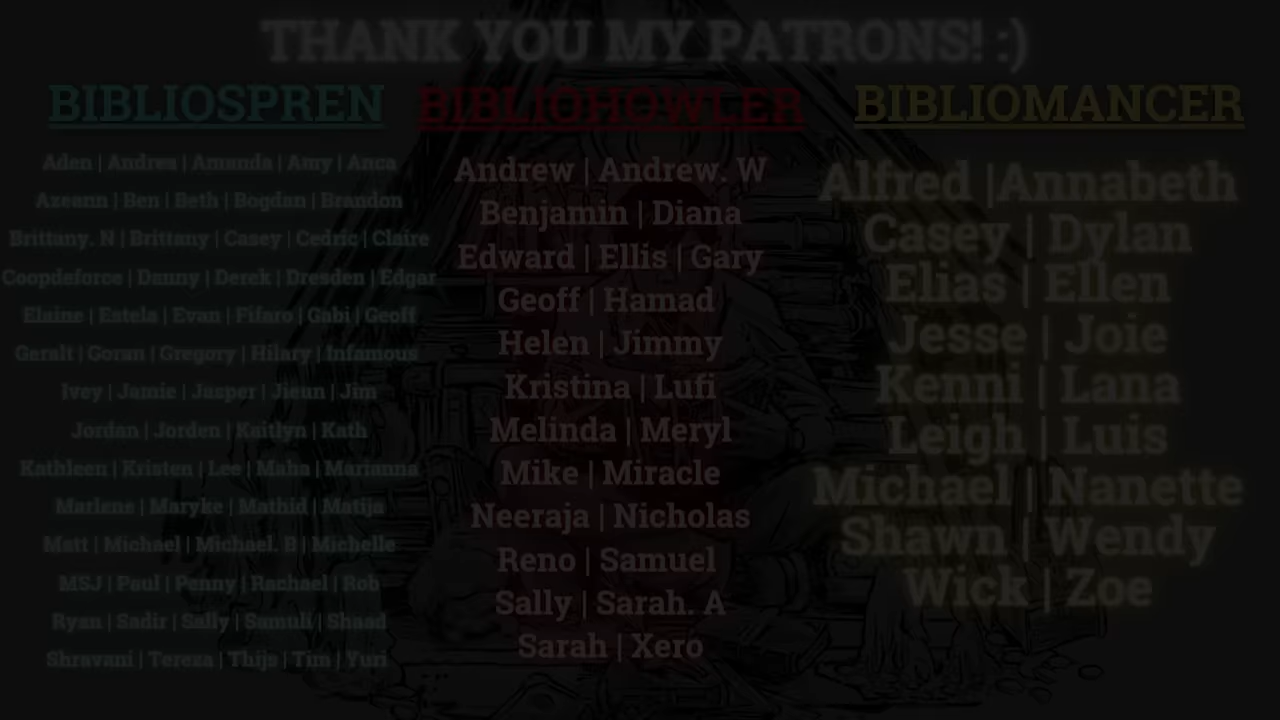 THANK YOU MY PATRONS! :)
BIBLIOSPREN
Aden | Andrea | Amanda | Amy | Anca
Axeann | Ben | Beth | Bogdan | Brandon
Brittany. N | Brittany | Casey | Cedric | Claire
Coopdaforce | Danny | Derek | Dresden | Edgar
Elaine | Estela | Evan | Fifaro | Gabi | Geoff
Geralt | Goran | Gregory | Hilary | Infamous
Ivey | Jamie | Jasper | Jieun | Jim
Jordan | Jorden | Kaitlyn | Kath
Kathleen | Kristen | Lee | Maha | Marianna
Marlene | Maryke | Mathid | Matija
Matt | Michael | Michael. B | Michelle
MSJ | Paul | Penny | Rachael | Rob
Ryan | Sadir | Sally | Samuli | Shaad
Shravani | Tereza | Thijs | Tim | Yuri
BIBLIOHOWLER
Andrew | Andrew. W
Benjamin | Diana
Edward | Ellis | Gary
Geoff | Hamad
Helen | Jimmy
Kristina | Lufi
Melinda | Meryl
Mike | Miracle
Neeraja | Nicholas
Reno | Samuel
Sally | Sarah. A
Sarah | Xero
BIBLIOMANCER
Alfred |Annabeth
Casey | Dylan
Elias | Ellen
Jesse | Joie
Kenni | Lana
Leigh | Luis
Michael | Nanette
Shawn | Wendy
Wick | Zoe